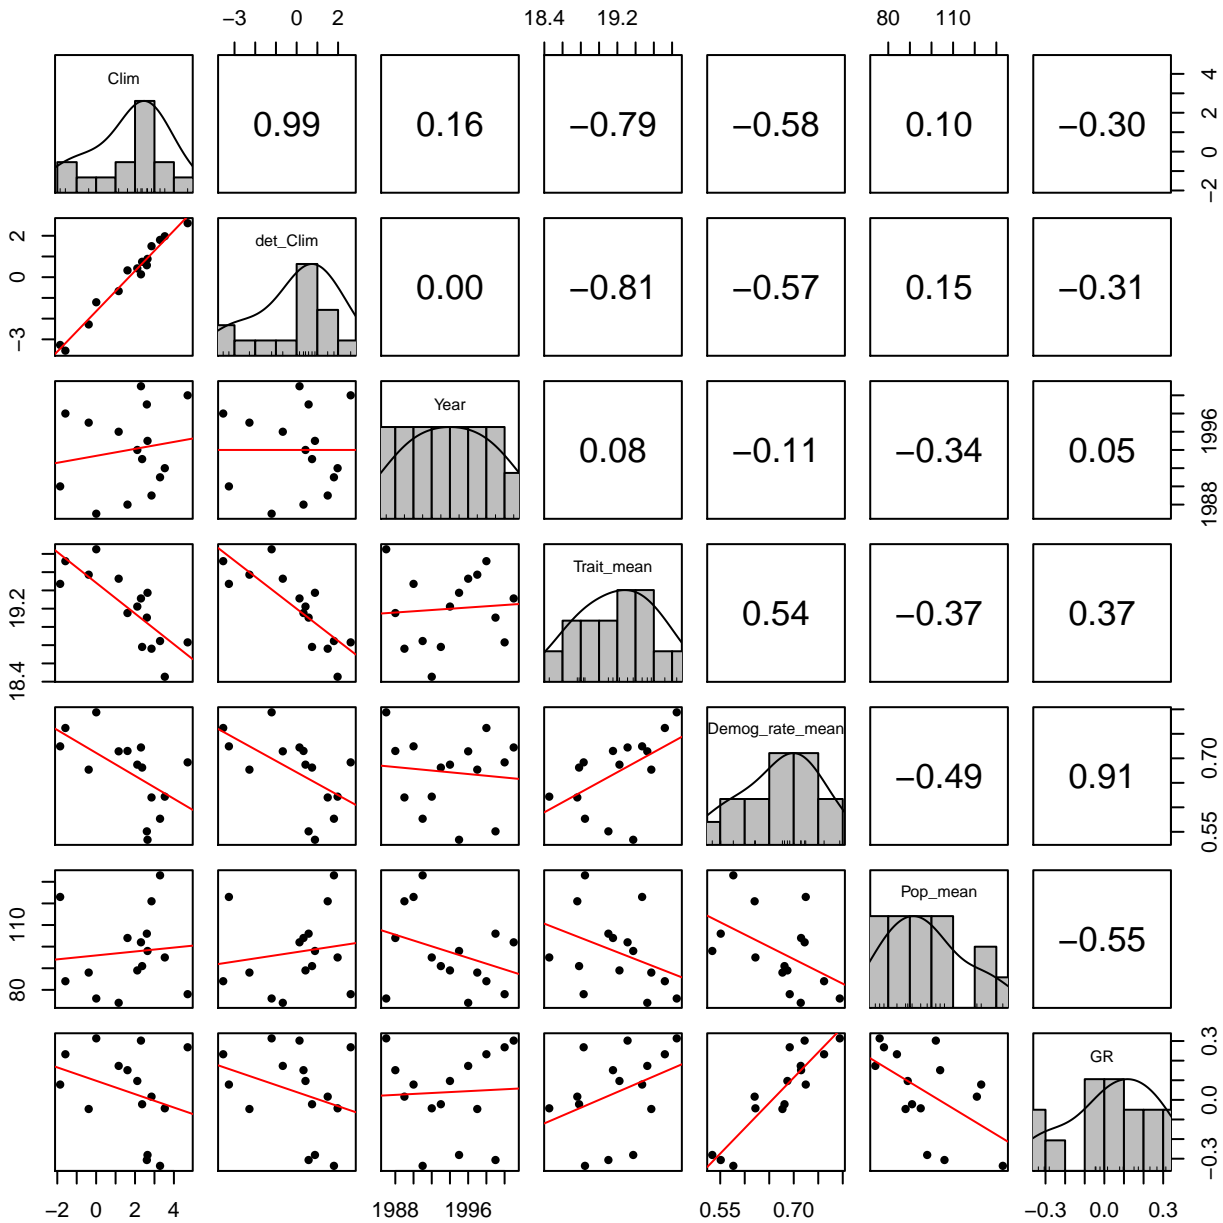 −3 0 2 18.4 19.2 80 110
Clim 0.99 0.16 −0.79 −0.58 0.10 −0.30 −2 0 2 4
−3 0 2 det_Clim 0.00 −0.81 −0.57 0.15 −0.31
Year 0.08 −0.11 −0.34 0.05 1988 1996
18.4 19.2 Trait_mean 0.54 −0.37 0.37
Demog_rate_mean −0.49 0.91 0.55 0.70
80 110 Pop_mean −0.55
GR −0.3 0.0 0.3
−2 0 2 4 1988 1996 0.55 0.70 −0.3 0.0 0.3